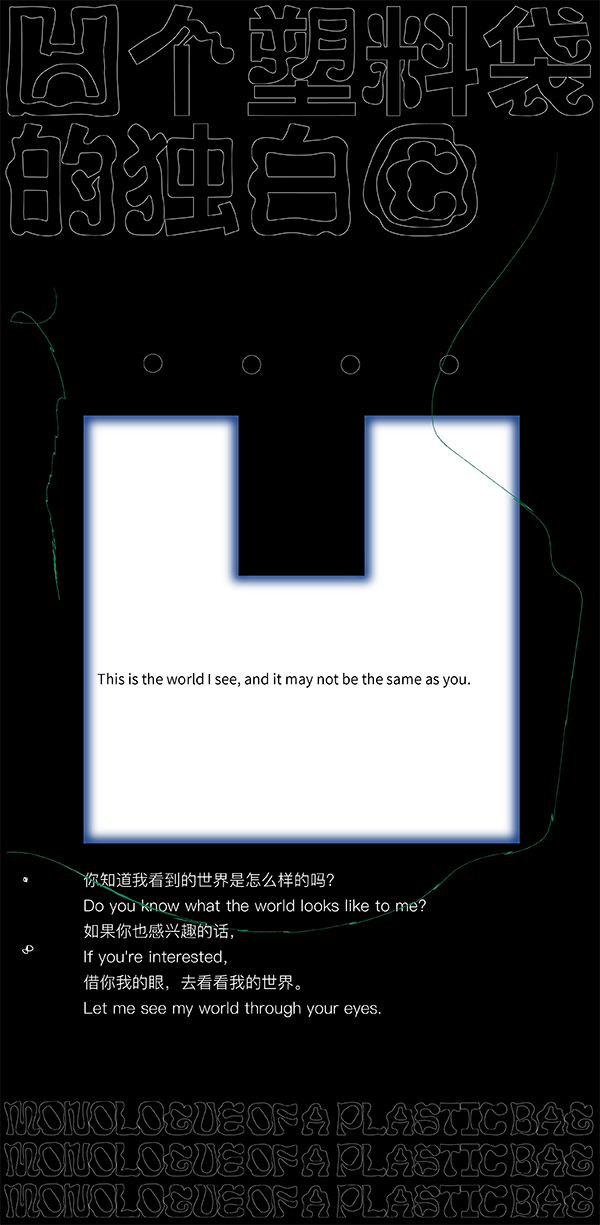 凹个塑料袋
的独白©
This is the world I see, and it may not be the same as you.
你知道我看到的世界是怎么样的吗?
Do you know what the world looks like to me?
如果你也感兴趣的话,
If you're interested,
借你我的眼，去看看我的世界。
Let me see my world through your eyes.
MONOLOGUE OF A PLASTIC BAG
MONOLOGUE OF A PLASTIC BAG
MONOLOGUE OF A PLASTIC BAG